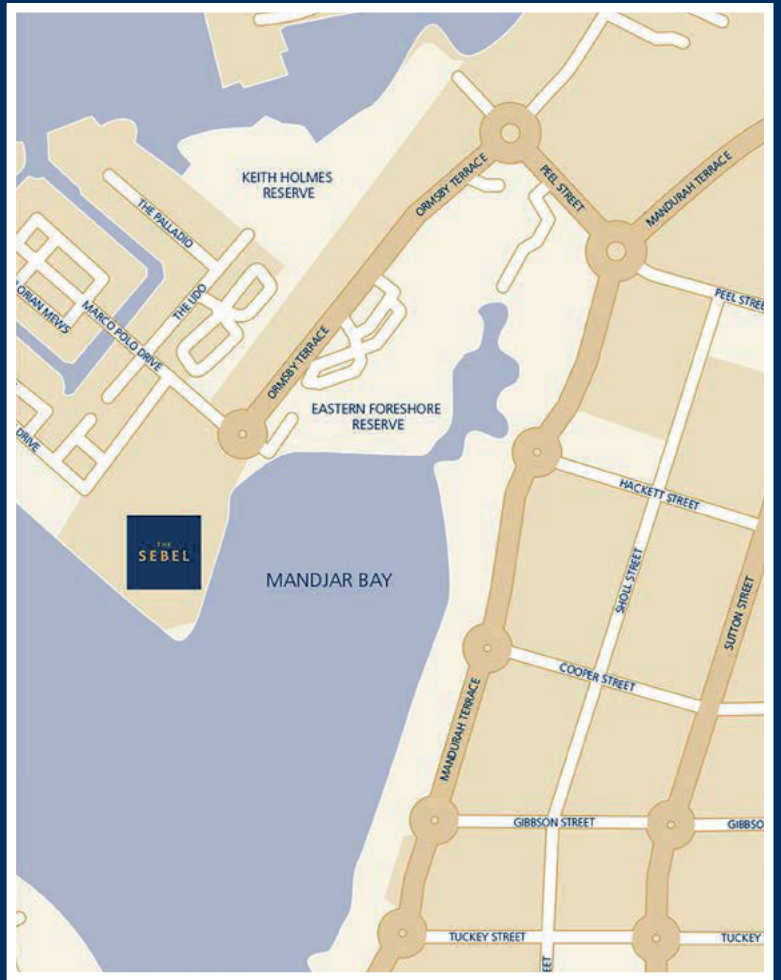 KEITH HOLMES
RESERVE
ORMSBY TERRACE
PEEL STREET
MANDURAH TERRACE
THE PALLADIO
THE LIDO
MARCO POLO DRIVE
LORIAN MEWS
ORMSBY TERRACE
PEEL STREE
EASTERN FORESHORE
RESERVE
DRIVE
HACKETT STREET
THE
SEBEL
MANDJAR BAY
SHOLL STREET
SUTTON STREET
COOPER STREET
MANDURAH TERRACE
GIBBSON STREET
GIBBSO
TUCKEY STREET
TUCKEY
EET